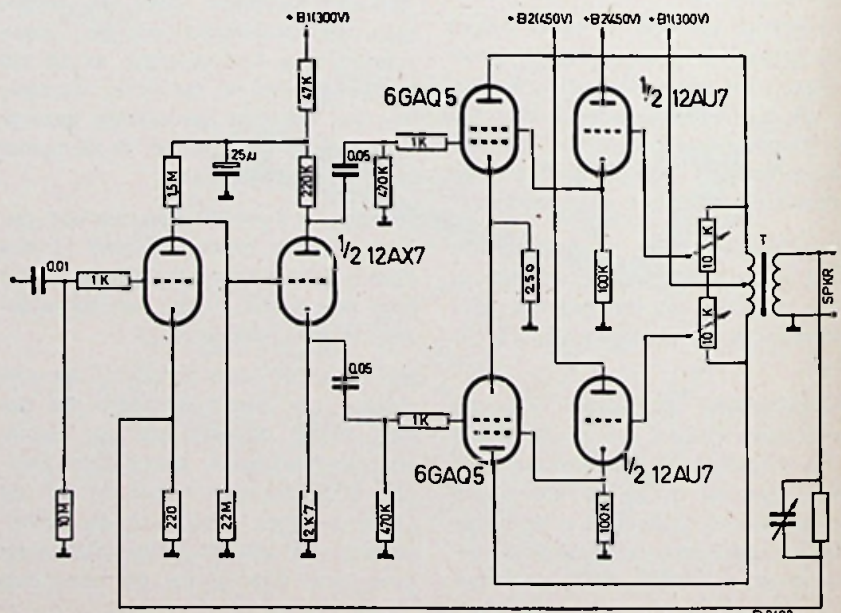 +B1(300V)
+B2(450V)
+B2(450V)
+B1(300V)
47K
6GAQ5
1/2 12AU7
1,5M
25µ
220K
0.05
1K
470K
1/2 12AX7
0.01
1K
250
100K
10K
T
SPKR
10K
0.05
1K
6GAQ5
1/2 12AU7
10M
220
22M
2K7
470K
100K